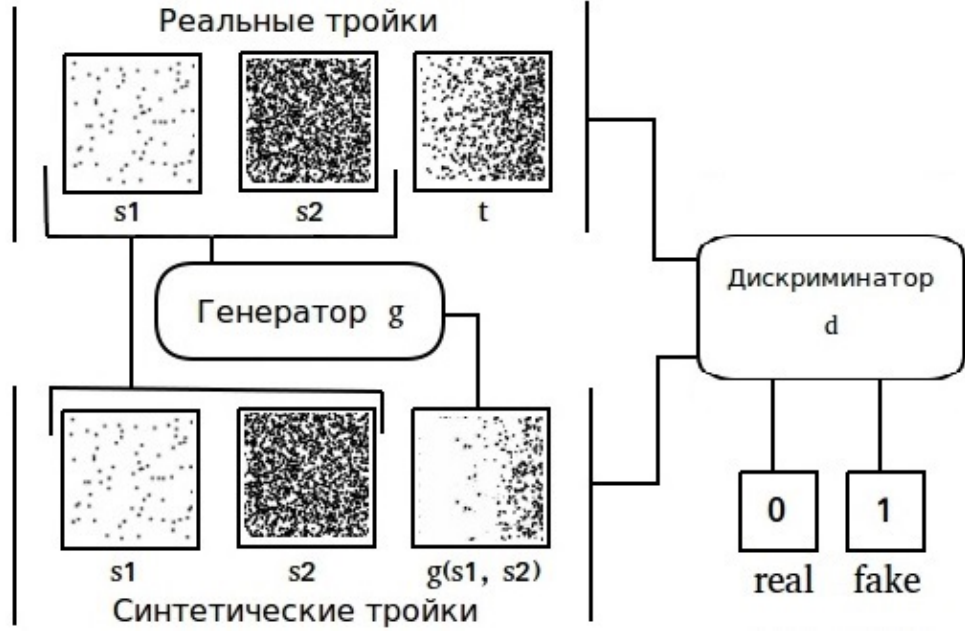 Реальные тройки
s1 s2 t
Генератор g
Дискриминатор
d
s1 s2 g(s1, s2)
Синтетические тройки
0 1
real fake